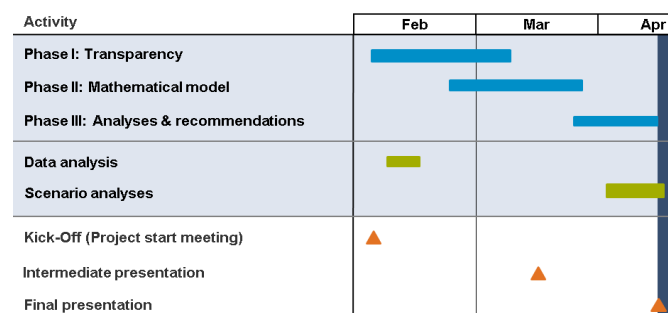 Activity Feb Mar Apr
Phase I: Transparency
Phase II: Mathematical model
Phase III: Analyses & recommendations
Data analysis
Scenario analyses
Kick-Off (Project start meeting)
Intermediate presentation
Final presentation